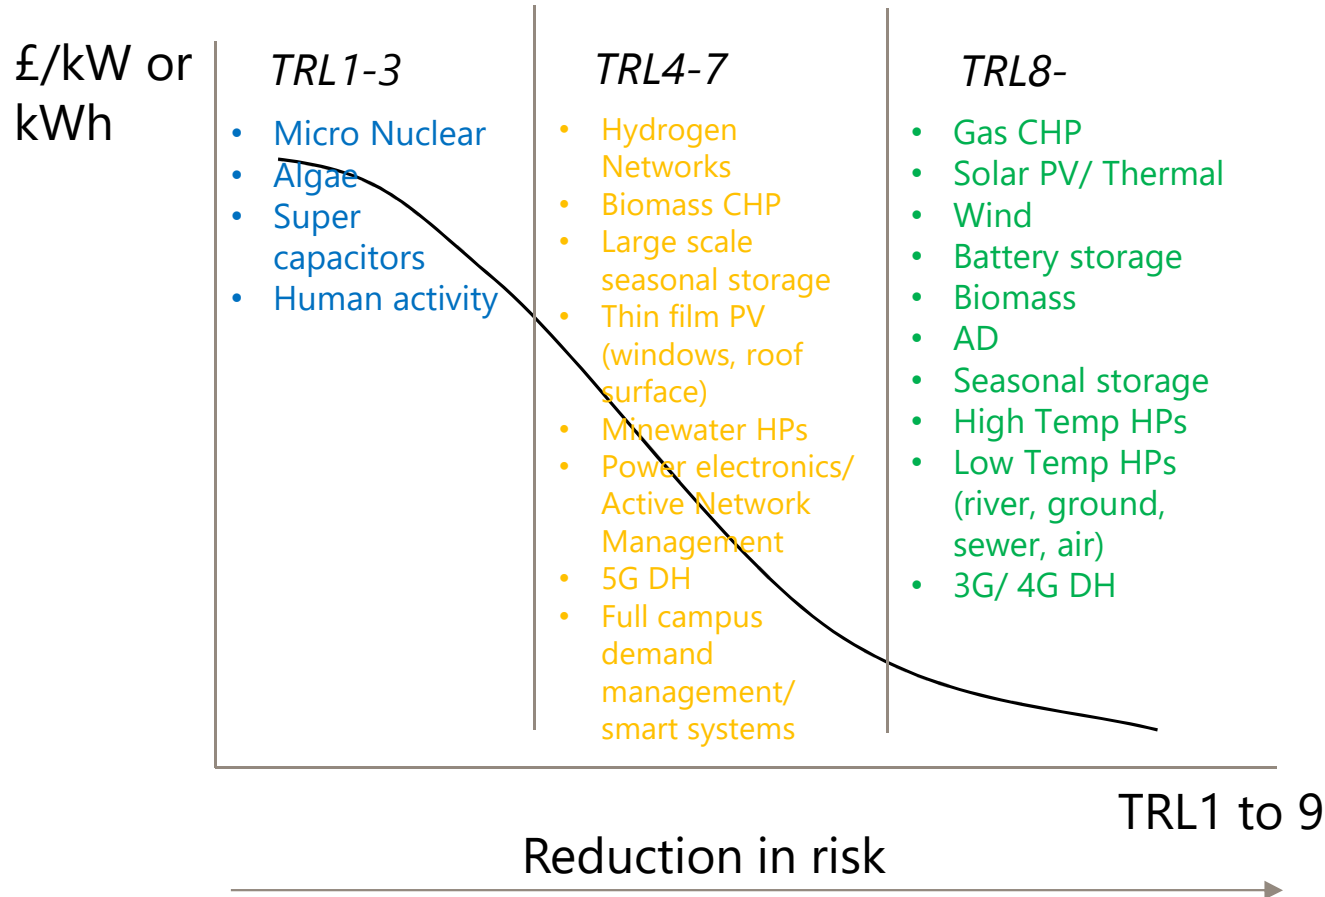 £/kW or
kWh
TRL1-3
• Micro Nuclear
• Algae
• Super
capacitors
• Human activity
TRL4-7
• Hydrogen
Networks
• Biomass CHP
• Large scale
seasonal storage
• Thin film PV
(windows, roof
surface)
• Minewater HPs
• Power electronics/
Active Network
Management
• 5G DH
• Full campus
demand
management/
smart systems
TRL8-
• Gas CHP
• Solar PV/ Thermal
• Wind
• Battery storage
• Biomass
• AD
• Seasonal storage
• High Temp HPs
• Low Temp HPs
(river, ground,
sewer, air)
• 3G/ 4G DH
TRL1 to 9
Reduction in risk